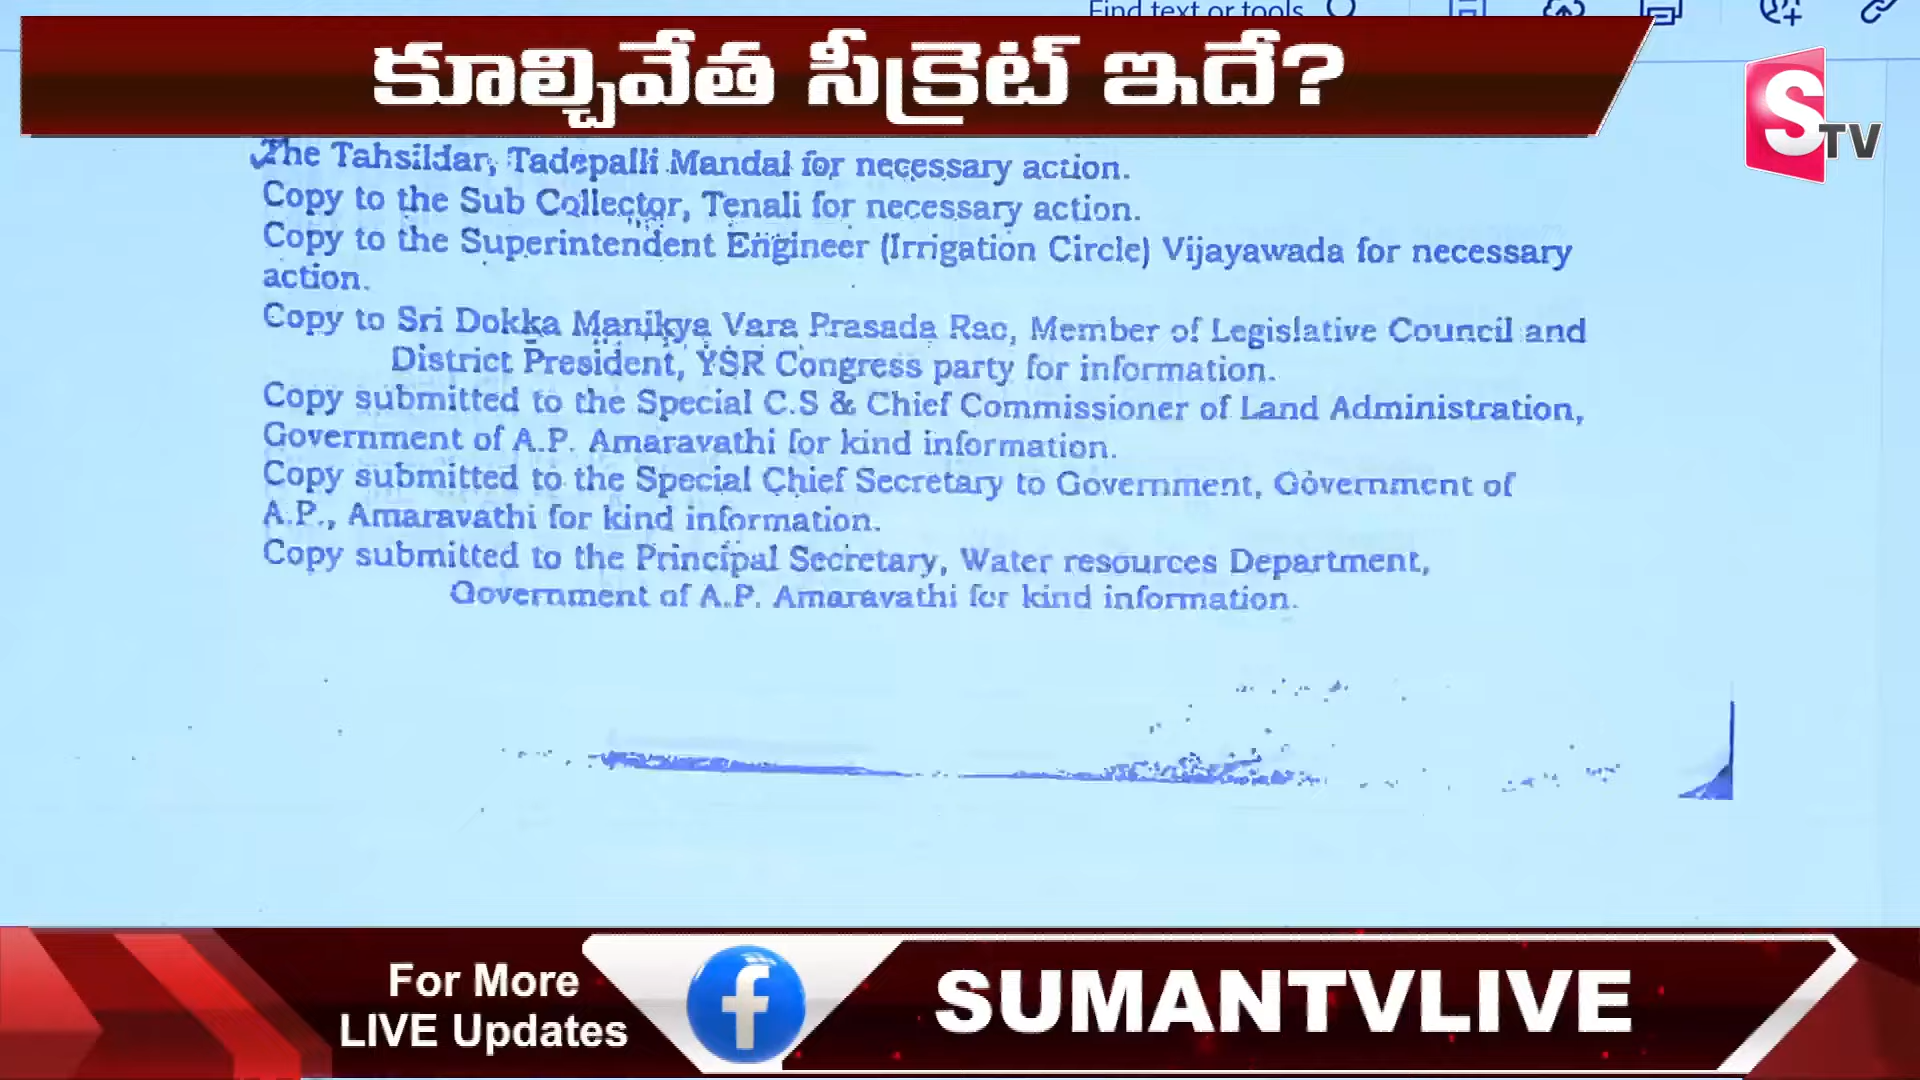 Find text or tools
కూల్చివేత సీక్రెట్ ఇదే?
S TV
The Tahsildar, Tadepalli Mandal for necessary action.
Copy to the Sub Collector, Tenali for necessary action.
Copy to the Superintendent Engineer (Irrigation Circle) Vijayawada for necessary
action.
Copy to Sri Dokka Manikya Vara Prasada Rao, Member of Legislative Council and
District President, YSR Congress party for information.
Copy submitted to the Special C.S & Chief Commissioner of Land Administration,
Government of A.P. Amaravathi for kind information.
Copy submitted to the Special Chief Secretary to Government, Government of
A.P., Amaravathi for kind information.
Copy submitted to the Principal Secretary, Water resources Department,
Government of A.P. Amaravathi for kind information.
For More
LIVE Updates
f
SUMANTVLIVE